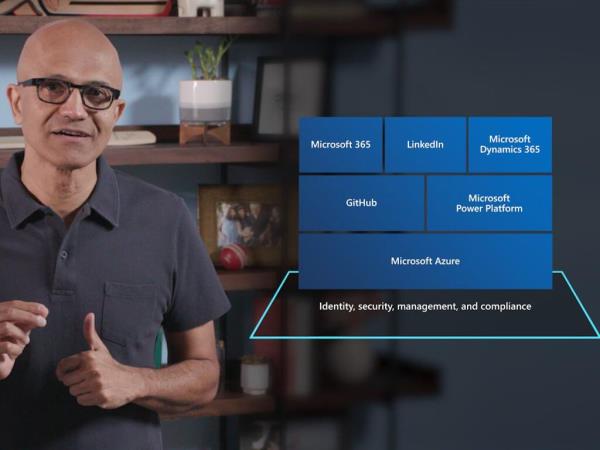 Microsoft 365
LinkedIn
Microsoft
Dynamics 365
GitHub
Microsoft
Power Platform
Microsoft Azure
Identity, security, management, and compliance